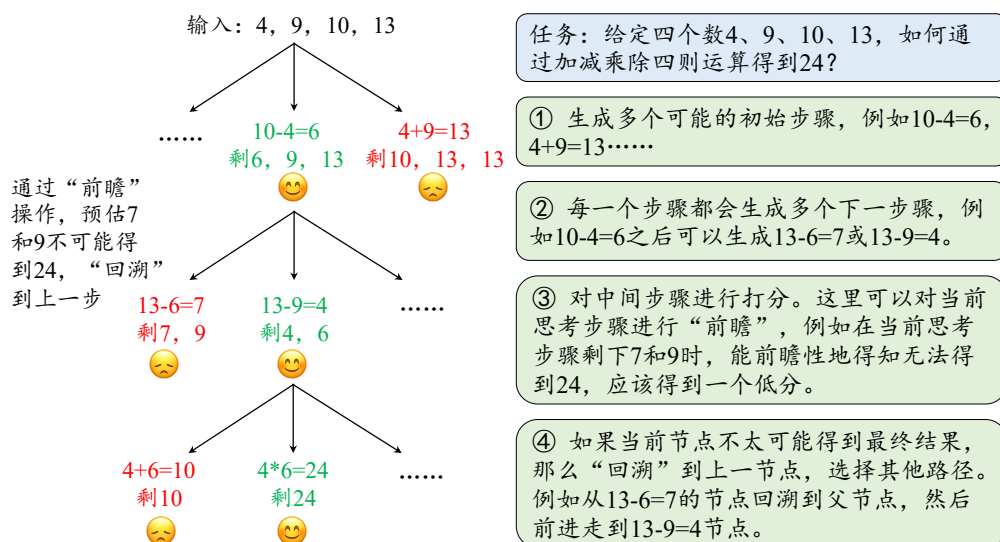 输入：4，9，10，13
……
10-4=6
剩6，9，13
4+9=13
剩10，13，13
通过“前瞻”
操作，预估7
和9不可能得
到24，“回溯”
到上一步
13-6=7
剩7，9
13-9=4
剩4，6
……
4+6=10
剩10
4*6=24
剩24
……
任务：给定四个数4、9、10、13，如何通
过加减乘除四则运算得到24？
① 生成多个可能的初始步骤，例如10-4=6，
4+9=13……
② 每一个步骤都会生成多个下一步骤，例
如10-4=6之后可以生成13-6=7或13-9=4。
③ 对中间步骤进行打分。这里可以对当前
思考步骤进行“前瞻”，例如在当前思考
步骤剩下7和9时，能前瞻性地得知无法得
到24，应该得到一个低分。
④ 如果当前节点不太可能得到最终结果，
那么“回溯”到上一节点，选择其他路径。
例如从13-6=7的节点回溯到父节点，然后
前进走到13-9=4节点。